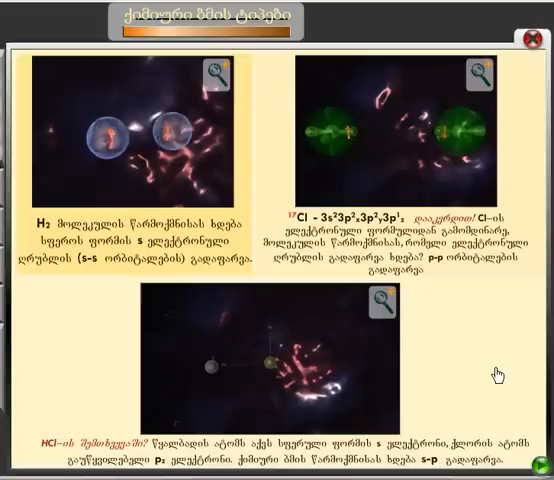 ქიმიური ბმის ტიპები
H₂ მოლეკულის წარმოქმნისას ხდება
სფეროს ფორმის s ელექტრონული
ღრუბლის (s-s ორბიტალების) გადაფარვა.
¹⁷Cl - 3s²3p²ₓ3p²ᵧ3p¹z დააკვირდით! Cl-ის
ელექტრონული ფორმულიდან გამომდინარე,
მოლეკულის წარმოქმნისას, რომელი ელექტრონული
ღრუბლის გადაფარვა ხდება? p-p ორბიტალების
გადაფარვა
HCl-ის შემთხვევაში? წყალბადის ატომს აქვს სფერული ფორმის s ელექტრონი, ქლორის ატომს
გაუწყვილებელი pz ელექტრონი. ქიმიური ბმის წარმოქმნისას ხდება s-p გადაფარვა.